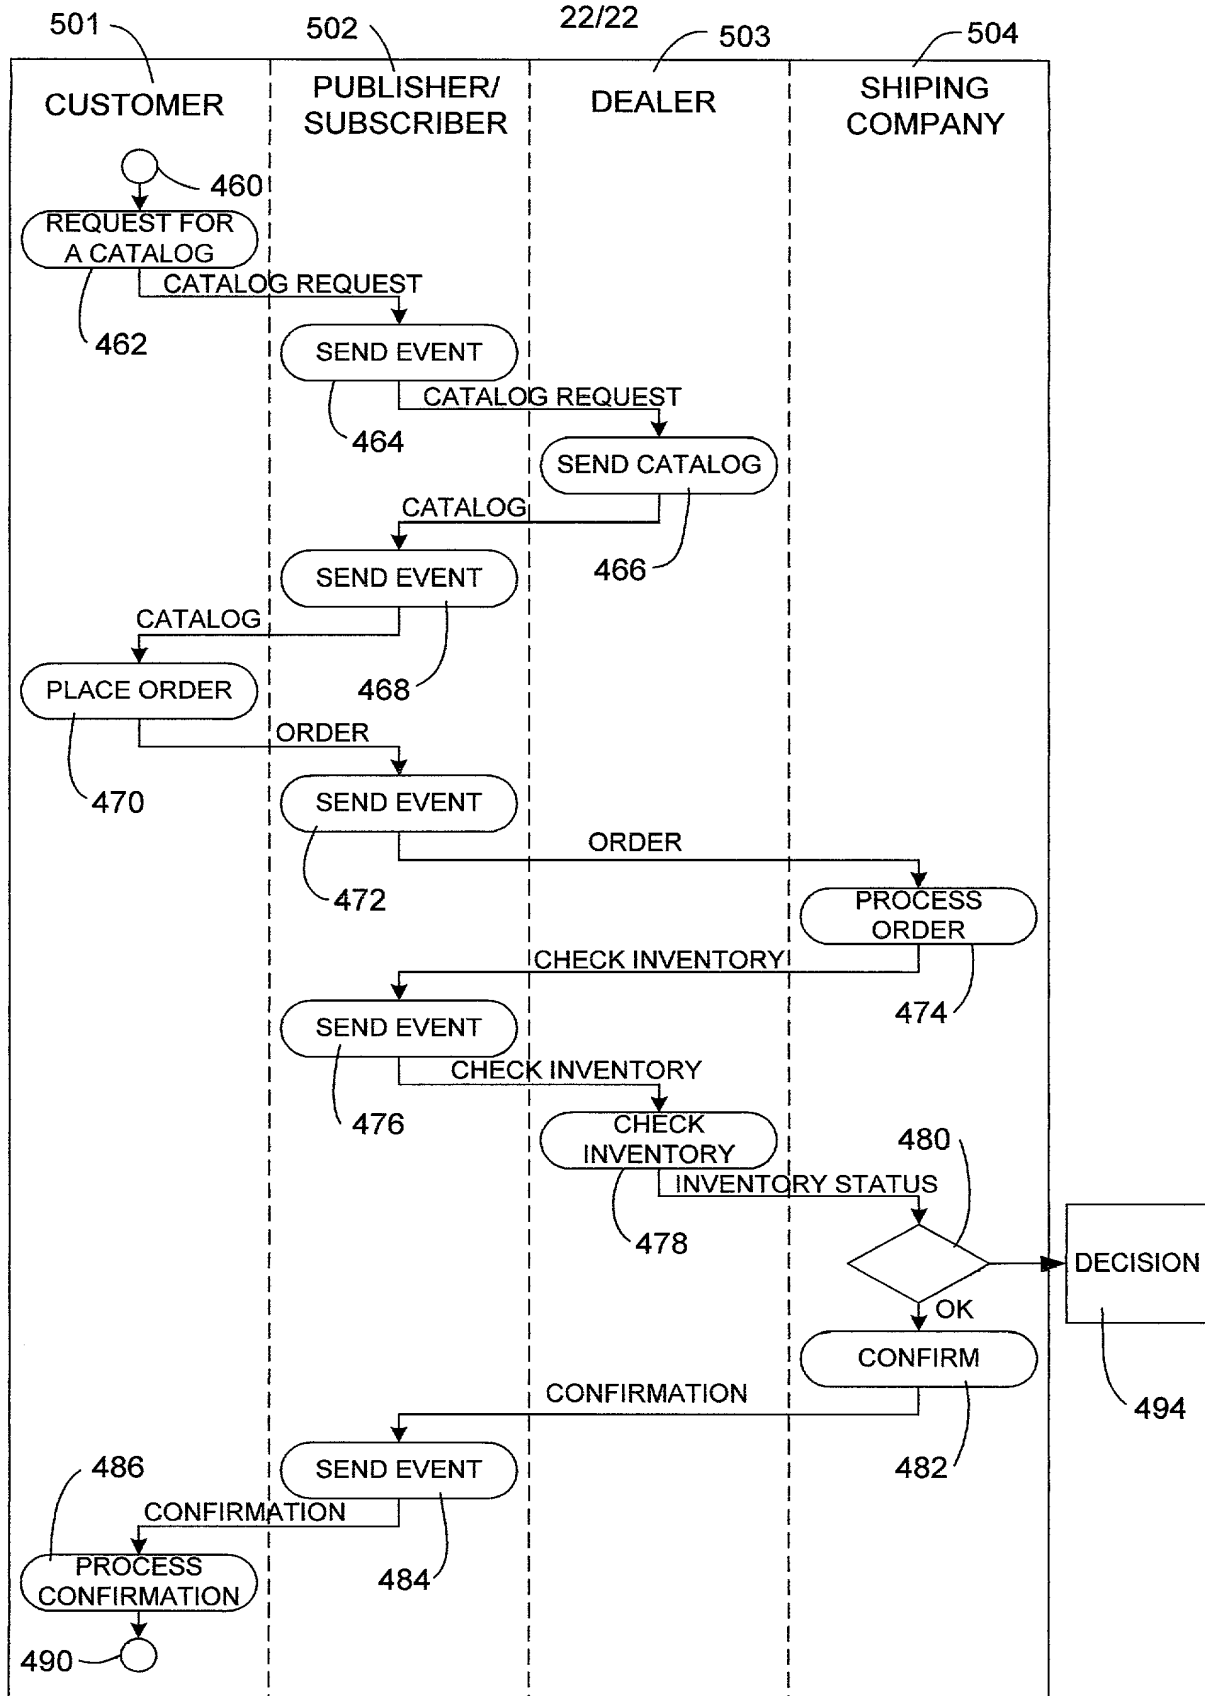 22/22
501
502
503
504
CUSTOMER
PUBLISHER/
SUBSCRIBER
DEALER
SHIPING
COMPANY
460
REQUEST FOR
A CATALOG
CATALOG REQUEST
462
SEND EVENT
CATALOG REQUEST
464
SEND CATALOG
CATALOG
466
SEND EVENT
CATALOG
468
PLACE ORDER
ORDER
470
SEND EVENT
ORDER
472
PROCESS
ORDER
CHECK INVENTORY
474
SEND EVENT
CHECK INVENTORY
476
CHECK
INVENTORY
480
INVENTORY STATUS
478
DECISION
OK
CONFIRM
CONFIRMATION
494
486
SEND EVENT
482
CONFIRMATION
484
PROCESS
CONFIRMATION
490